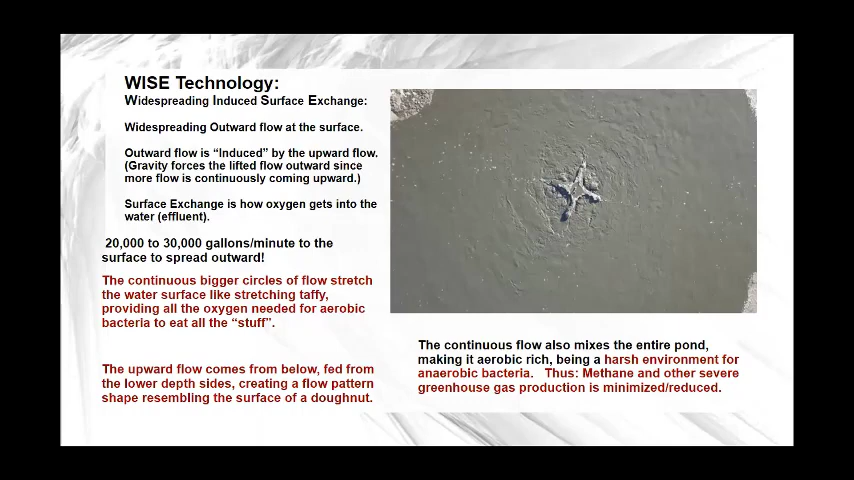 WISE Technology:
Widespreading Induced Surface Exchange:
Widespreading Outward flow at the surface.
Outward flow is “Induced” by the upward flow.
(Gravity forces the lifted flow outward since
more flow is continuously coming upward.)
Surface Exchange is how oxygen gets into the
water (effluent).
20,000 to 30,000 gallons/minute to the
surface to spread outward!
The continuous bigger circles of flow stretch
the water surface like stretching taffy,
providing all the oxygen needed for aerobic
bacteria to eat all the “stuff”.
The upward flow comes from below, fed from
the lower depth sides, creating a flow pattern
shape resembling the surface of a doughnut.
The continuous flow also mixes the entire pond,
making it aerobic rich, being a harsh environment for
anaerobic bacteria. Thus: Methane and other severe
greenhouse gas production is minimized/reduced.